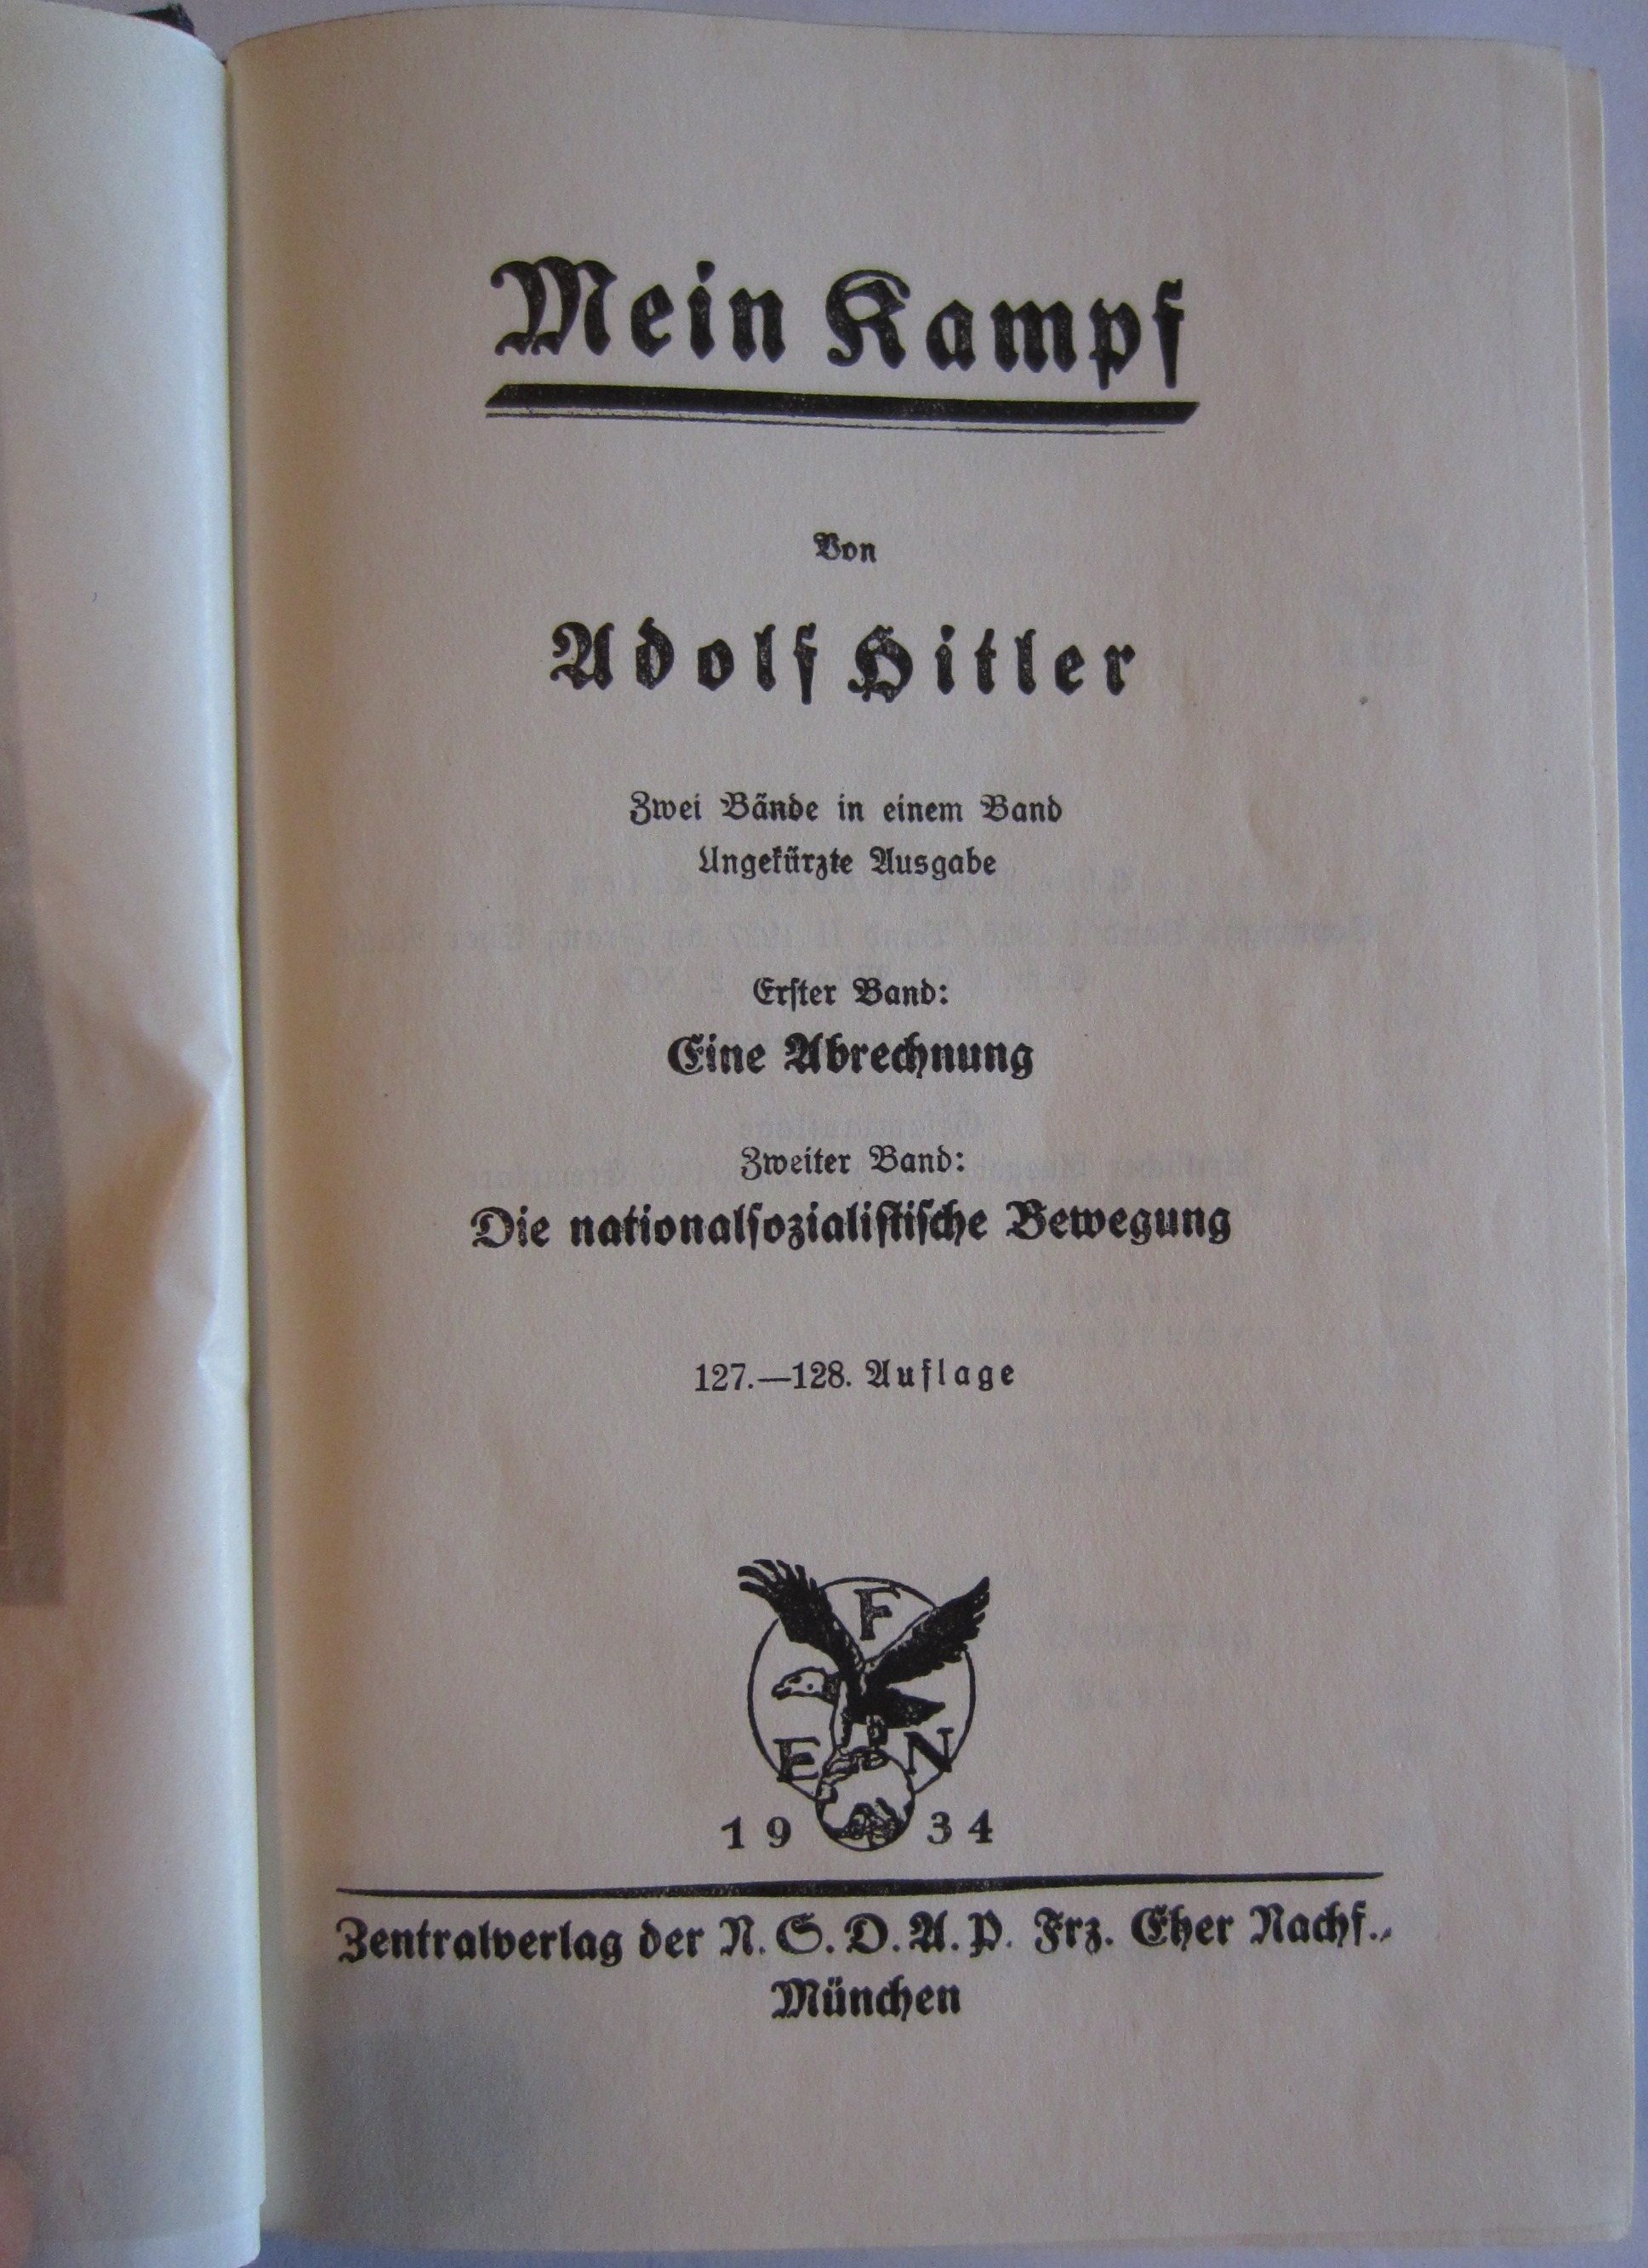 Mein Kampf
Von
Adolf Hitler
Zwei Bände in einem Band
Ungekürzte Ausgabe
Erster Band:
Eine Abrechnung
Zweiter Band:
Die nationalsozialistische Bewegung
127.—128. Auflage
F
E N
19 34
Zentralverlag der N.S.D.A.P. Frz. Eher Nachf.,
München